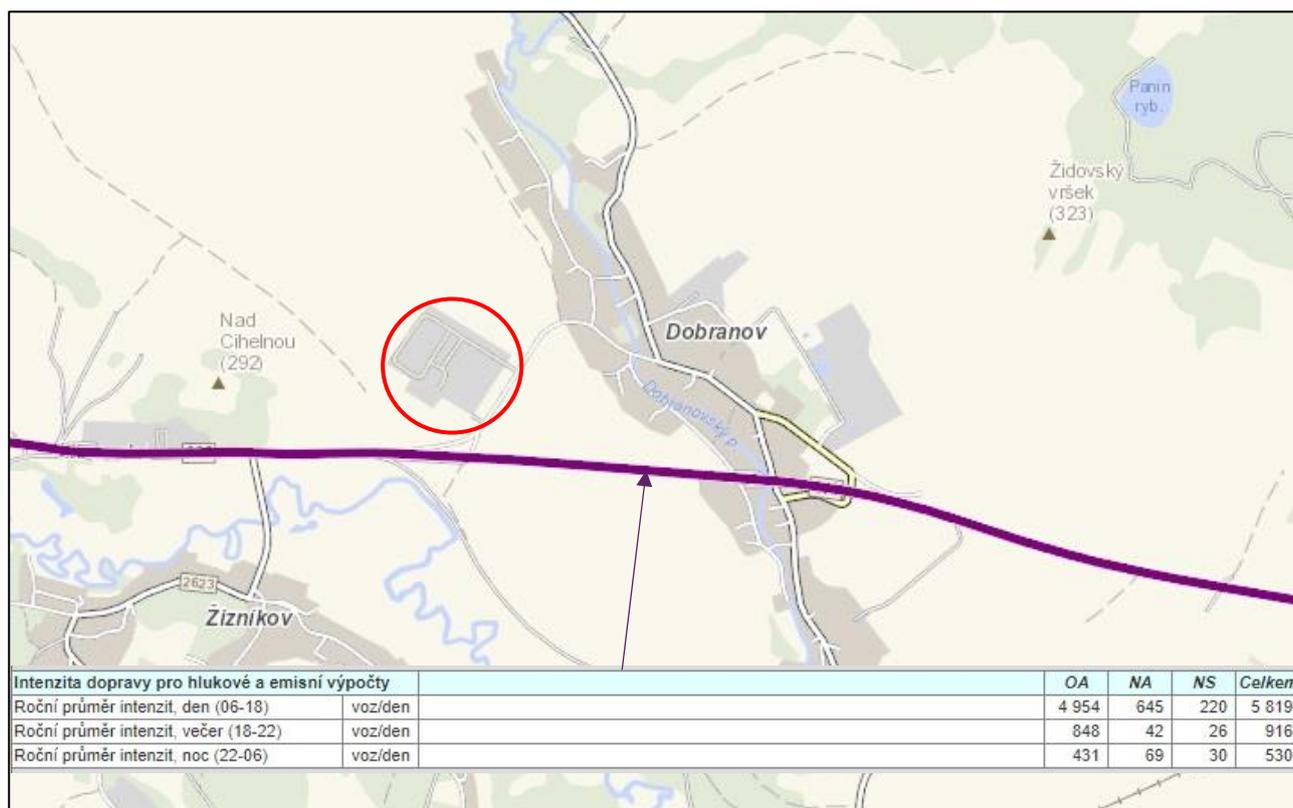 Panin
ryb.
Židovský
vršek
(323)
Nad
Cihelnou
(292)
Dobranov
Dobranovský p.
2623
Žizníkov
Intenzita dopravy pro hlukové a emisní výpočty OA NA NS Celkem
Roční průměr intenzit, den (06-18) voz/den 4 954 645 220 5 819
Roční průměr intenzit, večer (18-22) voz/den 848 42 26 916
Roční průměr intenzit, noc (22-06) voz/den 431 69 30 530